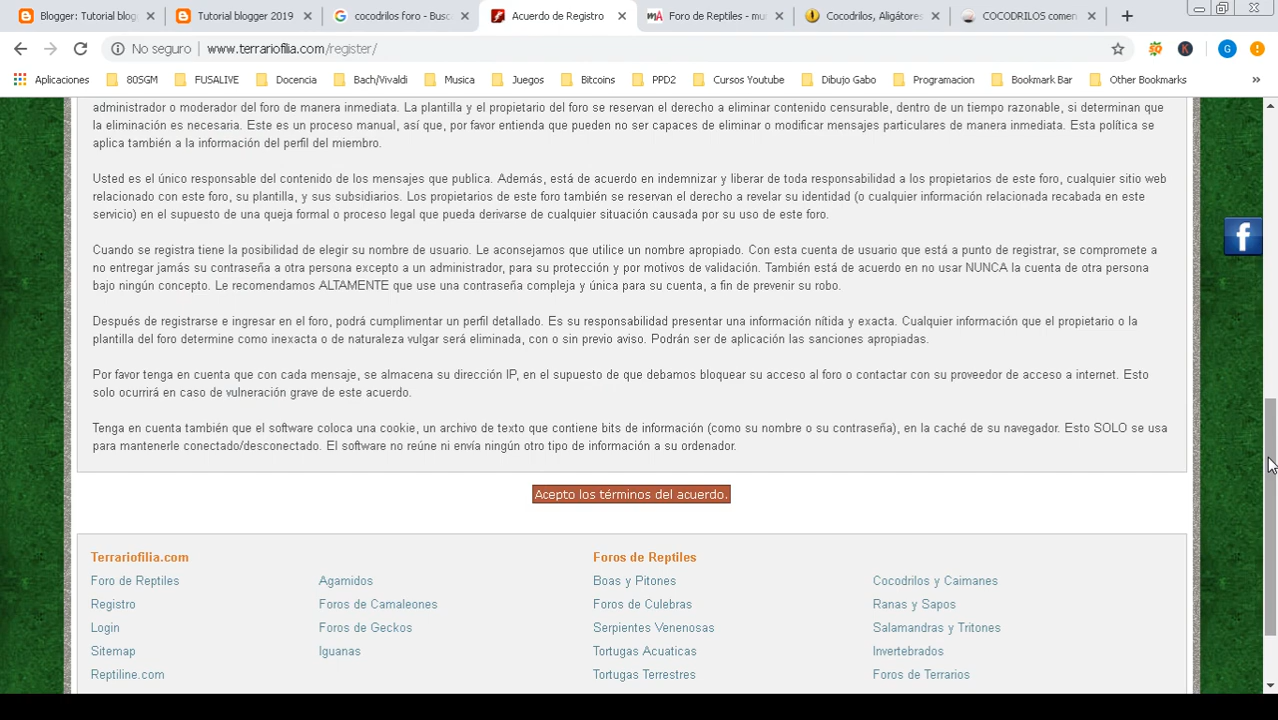 Blogger: Tutorial blog
Tutorial blogger 2019
cocodrilos foro - Busc
Acuerdo de Registro
Foro de Reptiles - mu
Cocodrilos, Aligátores
COCODRILOS comen
No seguro | www.terrariofilia.com/register/
Aplicaciones 80SGM FUSALIVE Docencia Bach/Vivaldi Musica Juegos Bitcoins PPD2 Cursos Youtube Dibujo Gabo Programacion Bookmark Bar Other Bookmarks »
administrador o moderador del foro de manera inmediata. La plantilla y el propietario del foro se reservan el derecho a eliminar contenido censurable, dentro de un tiempo razonable, si determinan que
la eliminación es necesaria. Este es un proceso manual, así que, por favor entienda que pueden no ser capaces de eliminar o modificar mensajes particulares de manera inmediata. Esta política se
aplica también a la información del perfil del miembro.
Usted es el único responsable del contenido de los mensajes que publica. Además, está de acuerdo en indemnizar y liberar de toda responsabilidad a los propietarios de este foro, cualquier sitio web
relacionado con este foro, su plantilla, y sus subsidiarios. Los propietarios de este foro también se reservan el derecho de revelar su identidad (o cualquier información relacionada recabada en este
servicio) en el supuesto de una queja formal o proceso legal que pueda derivarse de cualquier situación causada por su uso de este foro.
Cuando se registra tiene la posibilidad de elegir su nombre de usuario. Le aconsejamos que utilice un nombre apropiado. Con esta cuenta de usuario que está a punto de registrar, se compromete a
no entregar jamás su contraseña a otra persona excepto a un administrador, para su protección y por motivos de validación. También está de acuerdo en no usar NUNCA la cuenta de otra persona
bajo ningún concepto. Le recomendamos ALTAMENTE que use una contraseña compleja y única para su cuenta, a fin de prevenir su robo.
Después de registrarse e ingresar en el foro, podrá cumplimentar un perfil detallado. Es su responsabilidad presentar una información nítida y exacta. Cualquier información que el propietario o la
plantilla del foro determine como inexacta o de naturaleza vulgar será eliminada, con o sin previo aviso. Podrán ser de aplicación las sanciones apropiadas.
Por favor tenga en cuenta que con cada mensaje, se almacena su dirección IP, en el supuesto de que debamos bloquear su acceso al foro o contactar con su proveedor de acceso a internet. Esto
solo ocurrirá en caso de vulneración grave de este acuerdo.
Tenga en cuenta también que el software coloca una cookie, un archivo de texto que contiene bits de información (como su nombre o su contraseña), en la caché de su navegador. Esto SOLO se usa
para mantenerle conectado/desconectado. El software no reúne ni envía ningún otro tipo de información a su ordenador.
Acepto los términos del acuerdo.
Terrariofilia.com Foros de Reptiles
Foro de Reptiles Agamidos Boas y Pitones Cocodrilos y Caimanes
Registro Foros de Camaleones Foros de Culebras Ranas y Sapos
Login Foros de Geckos Serpientes Venenosas Salamandras y Tritones
Sitemap Iguanas Tortugas Acuaticas Invertebrados
Reptiline.com Tortugas Terrestres Foros de Terrarios